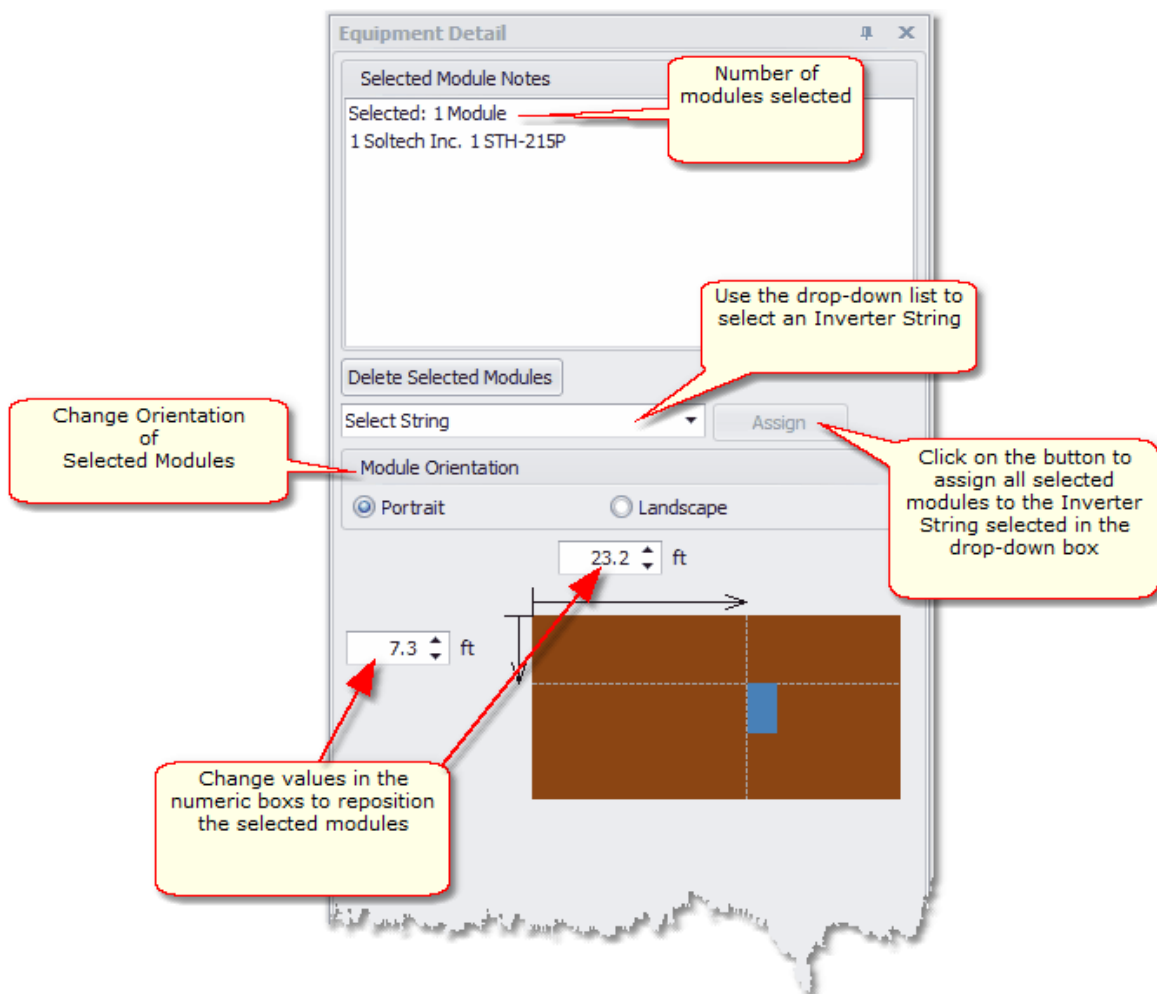 Equipment Detail
Selected Module Notes
Number of
modules selected
Selected: 1 Module
1 Soltech Inc. 1 STH-215P
Use the drop-down list to
select an Inverter String
Delete Selected Modules
Select String
Assign
Change Orientation
of
Selected Modules
Click on the button to
assign all selected
modules to the Inverter
String selected in the
drop-down box
Module Orientation
Portrait
Landscape
23.2 ft
7.3 ft
Change values in the
numeric boxs to reposition
the selected modules